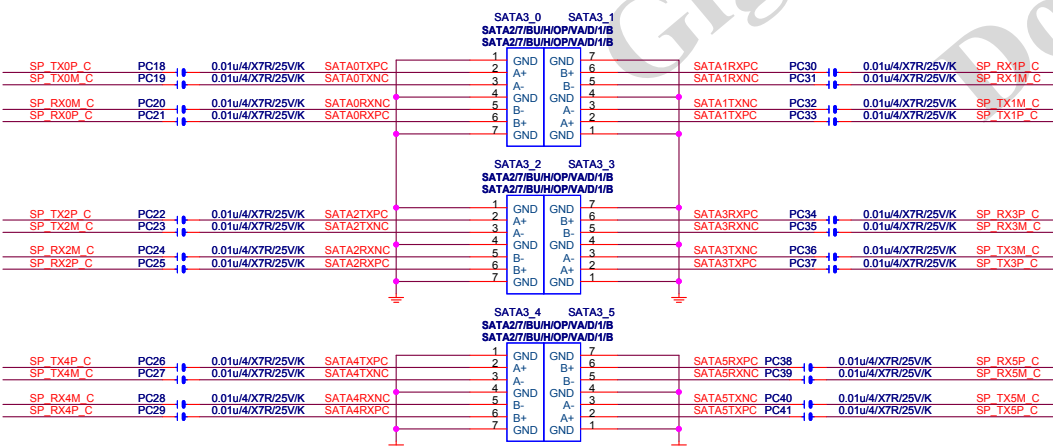 SATA3_0 SATA3_1
SATA2/7/BU/H/OP/VA/D/1/B
SATA2/7/BU/H/OP/VA/D/1/B
1 GND GND 7
SP_TX0P_C PC18 0.01u/4/X7R/25V/K SATA0TXPC 2 A+ B+ 6 SATA1RXPC PC30 0.01u/4/X7R/25V/K SP_RX1P_C
SP_TX0M_C PC19 0.01u/4/X7R/25V/K SATA0TXNC 3 A- B- 5 SATA1RXNC PC31 0.01u/4/X7R/25V/K SP_RX1M_C
4 GND GND 4
SP_RX0M_C PC20 0.01u/4/X7R/25V/K SATA0RXNC 5 B- A- 3 SATA1TXNC PC32 0.01u/4/X7R/25V/K SP_TX1M_C
SP_RX0P_C PC21 0.01u/4/X7R/25V/K SATA0RXPC 6 B+ A+ 2 SATA1TXPC PC33 0.01u/4/X7R/25V/K SP_TX1P_C
7 GND GND 1
SATA3_2 SATA3_3
SATA2/7/BU/H/OP/VA/D/1/B
SATA2/7/BU/H/OP/VA/D/1/B
1 GND GND 7
SP_TX2P_C PC22 0.01u/4/X7R/25V/K SATA2TXPC 2 A+ B+ 6 SATA3RXPC PC34 0.01u/4/X7R/25V/K SP_RX3P_C
SP_TX2M_C PC23 0.01u/4/X7R/25V/K SATA2TXNC 3 A- B- 5 SATA3RXNC PC35 0.01u/4/X7R/25V/K SP_RX3M_C
4 GND GND 4
SP_RX2M_C PC24 0.01u/4/X7R/25V/K SATA2RXNC 5 B- A- 3 SATA3TXNC PC36 0.01u/4/X7R/25V/K SP_TX3M_C
SP_RX2P_C PC25 0.01u/4/X7R/25V/K SATA2RXPC 6 B+ A+ 2 SATA3TXPC PC37 0.01u/4/X7R/25V/K SP_TX3P_C
7 GND GND 1
SATA3_4 SATA3_5
SATA2/7/BU/H/OP/VA/D/1/B
SATA2/7/BU/H/OP/VA/D/1/B
1 GND GND 7
SP_TX4P_C PC26 0.01u/4/X7R/25V/K SATA4TXPC 2 A+ B+ 6 SATA5RXPC PC38 0.01u/4/X7R/25V/K SP_RX5P_C
SP_TX4M_C PC27 0.01u/4/X7R/25V/K SATA4TXNC 3 A- B- 5 SATA5RXNC PC39 0.01u/4/X7R/25V/K SP_RX5M_C
4 GND GND 4
SP_RX4M_C PC28 0.01u/4/X7R/25V/K SATA4RXNC 5 B- A- 3 SATA5TXNC PC40 0.01u/4/X7R/25V/K SP_TX5M_C
SP_RX4P_C PC29 0.01u/4/X7R/25V/K SATA4RXPC 6 B+ A+ 2 SATA5TXPC PC41 0.01u/4/X7R/25V/K SP_TX5P_C
7 GND GND 1